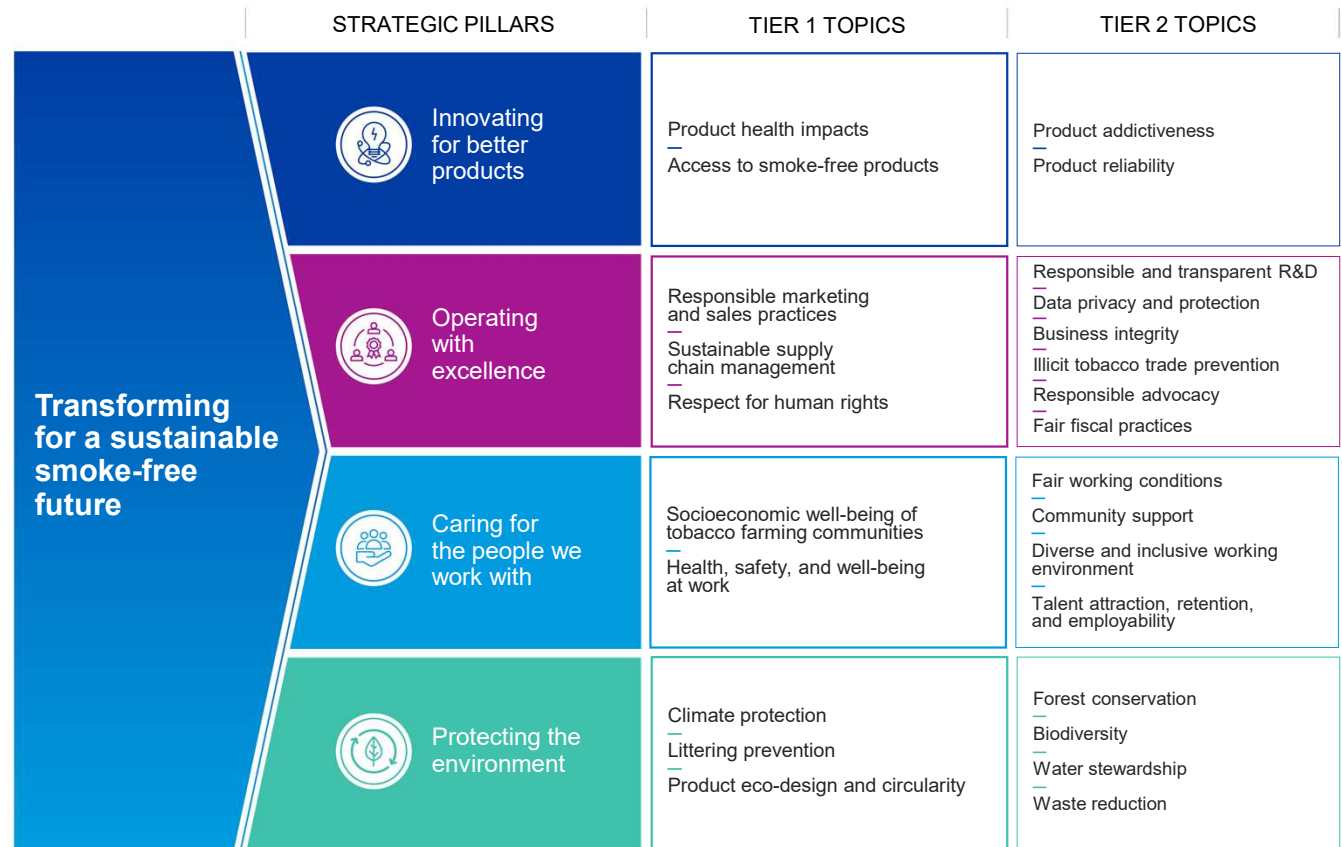 STRATEGIC PILLARS
TIER 1 TOPICS
TIER 2 TOPICS
Transforming
for a sustainable
smoke-free
future
Innovating
for better
products
Product health impacts
Access to smoke-free products
Product addictiveness
Product reliability
Operating
with
excellence
Responsible marketing
and sales practices
Sustainable supply
chain management
Respect for human rights
Responsible and transparent R&D
Data privacy and protection
Business integrity
Illicit tobacco trade prevention
Responsible advocacy
Fair fiscal practices
Caring for
the people we
work with
Socioeconomic well-being of
tobacco farming communities
Health, safety, and well-being
at work
Fair working conditions
Community support
Diverse and inclusive working
environment
Talent attraction, retention,
and employability
Protecting the
environment
Climate protection
Littering prevention
Product eco-design and circularity
Forest conservation
Biodiversity
Water stewardship
Waste reduction